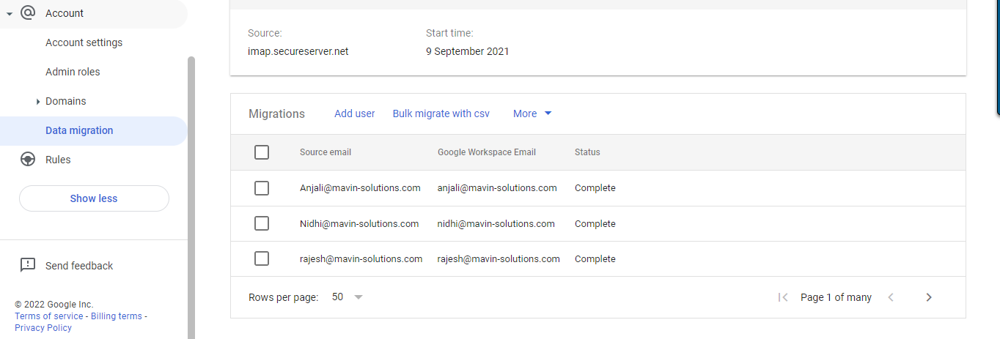 Account
Account settings
Admin roles
Domains
Data migration
Rules
Show less
Send feedback
© 2022 Google Inc.
Terms of service - Billing terms -
Privacy Policy
Source: Start time:
imap.secureserver.net 9 September 2021
Migrations Add user Bulk migrate with csv More
Source email Google Workspace Email Status
Anjali@mavin-solutions.com anjali@mavin-solutions.com Complete
Nidhi@mavin-solutions.com nidhi@mavin-solutions.com Complete
rajesh@mavin-solutions.com rajesh@mavin-solutions.com Complete
Rows per page: 50 Page 1 of many